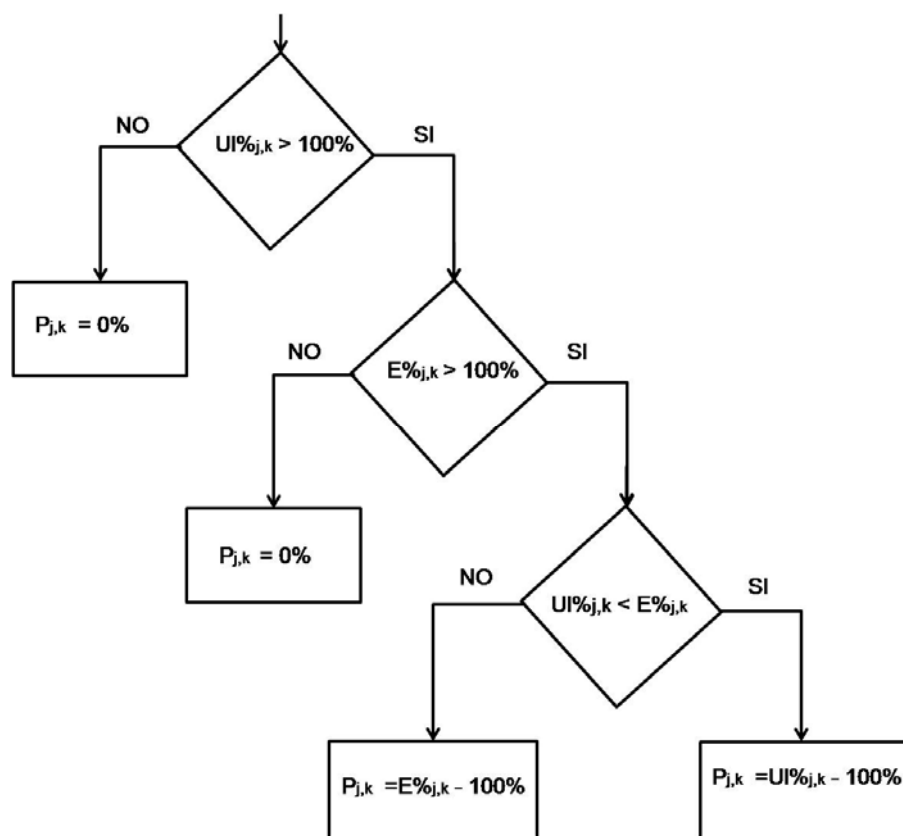 NO
UI%j,k > 100%
SI
Pj,k = 0%
NO
E%j,k > 100%
SI
Pj,k = 0%
NO
UI%j,k < E%j,k
SI
Pj,k =E%j,k – 100%
Pj,k =UI%j,k – 100%